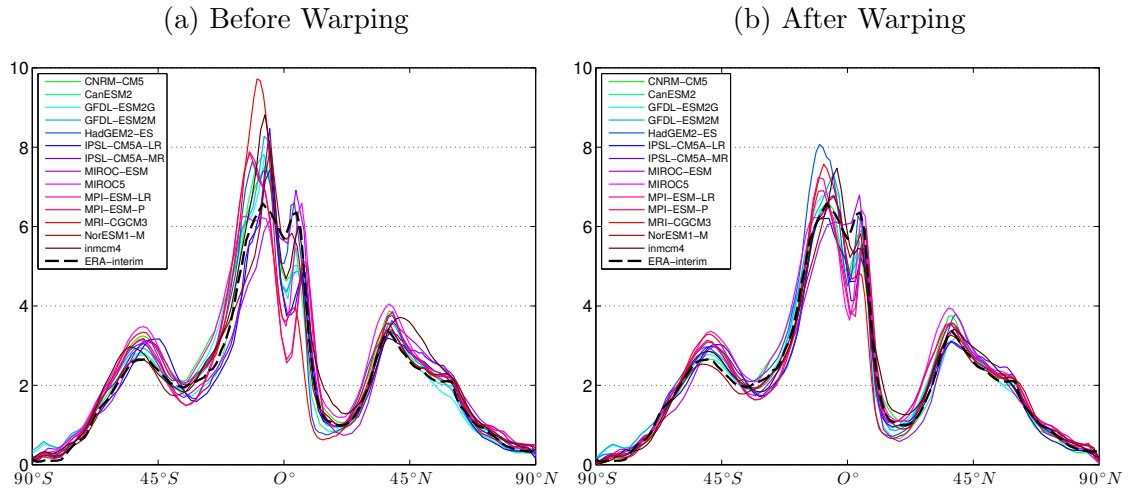 (a) Before Warping
10
8
6
4
2
0
90°S
45°S
O°
45°N
90°N
CNRM−CM5
CanESM2
GFDL−ESM2G
GFDL−ESM2M
HadGEM2−ES
IPSL−CM5A−LR
IPSL−CM5A−MR
MIROC−ESM
MIROC5
MPI−ESM−LR
MPI−ESM−P
MRI−CGCM3
NorESM1−M
inmcm4
ERA−interim
(b) After Warping
10
8
6
4
2
0
90°S
45°S
O°
45°N
90°N
CNRM−CM5
CanESM2
GFDL−ESM2G
GFDL−ESM2M
HadGEM2−ES
IPSL−CM5A−LR
IPSL−CM5A−MR
MIROC−ESM
MIROC5
MPI−ESM−LR
MPI−ESM−P
MRI−CGCM3
NorESM1−M
inmcm4
ERA−interim